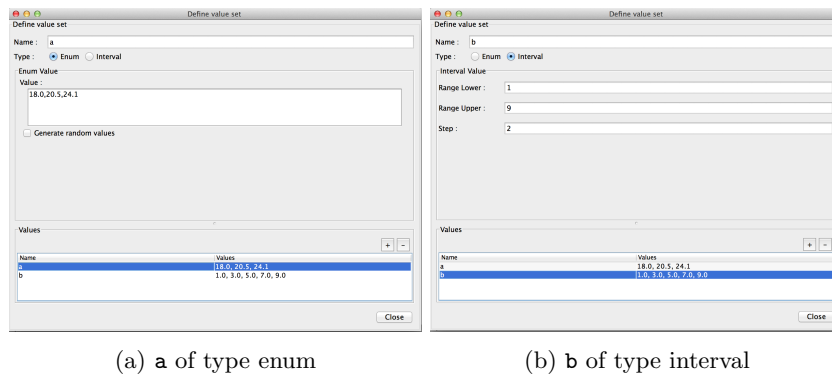 Define value set
Define value set
Name : a
Type : Enum Interval
Enum Value
Value :
18.0,20.5,24.1
Generate random values
Values
+ -
Name Values
a 18.0, 20.5, 24.1
b 1.0, 3.0, 5.0, 7.0, 9.0
Close
(a) a of type enum
Define value set
Define value set
Name : b
Type : Enum Interval
Interval Value
Range Lower : 1
Range Upper : 9
Step : 2
Values
+ -
Name Values
a 18.0, 20.5, 24.1
b 1.0, 3.0, 5.0, 7.0, 9.0
Close
(b) b of type interval